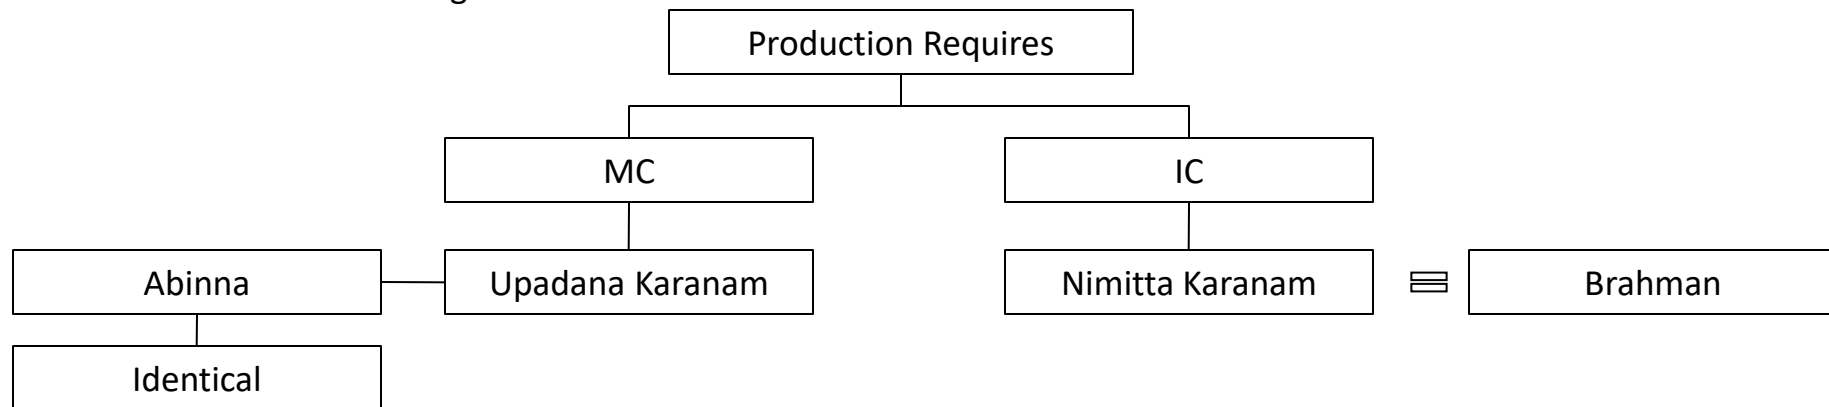 Production Requires
MC
IC
Abinna
Upadana Karanam
Nimitta Karanam
=
Brahman
Identical